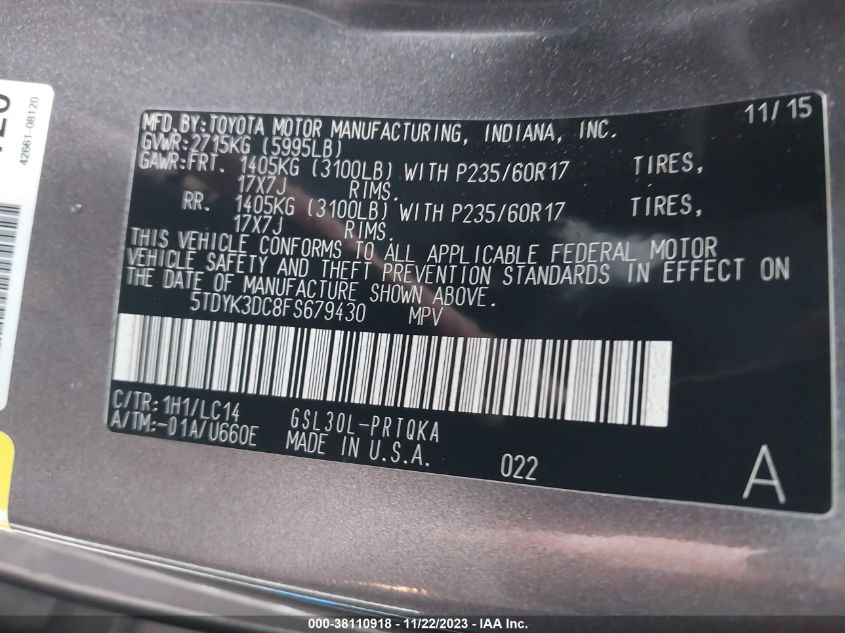 42661-08120
MFD.BY:TOYOTA MOTOR MANUFACTURING, INDIANA, INC. 11/15
GVWR:2715KG (5995LB)
GAWR:FRT. 1405KG (3100LB) WITH P235/60R17 TIRES,
17X7J RIMS.
RR. 1405KG (3100LB) WITH P235/60R17 TIRES,
17X7J RIMS.
THIS VEHICLE CONFORMS TO ALL APPLICABLE FEDERAL MOTOR
VEHICLE SAFETY AND THEFT PREVENTION STANDARDS IN EFFECT ON
THE DATE OF MANUFACTURE SHOWN ABOVE.
5TDYK3DC8FS679430 MPV
C/TR:1H1/LC14 GSL30L-PRTQKA
A/TM:-01A/U660E MADE IN U.S.A. 022 A
000-38110918 - 11/22/2023 - IAA Inc.